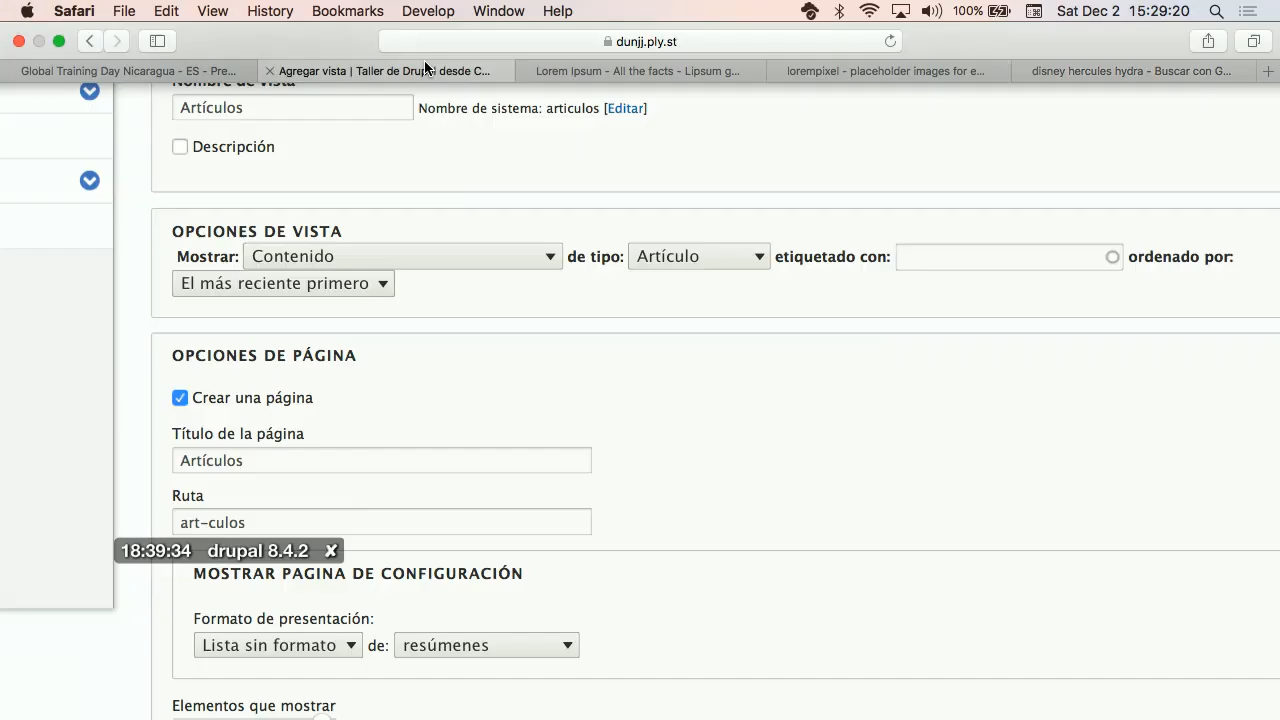 Safari File Edit View History Bookmarks Develop Window Help 100% Sat Dec 2 15:29:20
dunjj.ply.st
Global Training Day Nicaragua - ES - Pre... Agregar vista | Taller de Drupal desde C... Lorem Ipsum - All the facts - Lipsum g... lorempixel - placeholder images for e... disney hercules hydra - Buscar con G...
Nombre de vista
Artículos Nombre de sistema: articulos [Editar]
Descripción
OPCIONES DE VISTA
Mostrar: Contenido de tipo: Artículo etiquetado con: ordenado por:
El más reciente primero
OPCIONES DE PÁGINA
Crear una página
Título de la página
Artículos
Ruta
art-culos
18:39:34 drupal 8.4.2 ✘
MOSTRAR PAGINA DE CONFIGURACIÓN
Formato de presentación:
Lista sin formato de: resúmenes
Elementos que mostrar